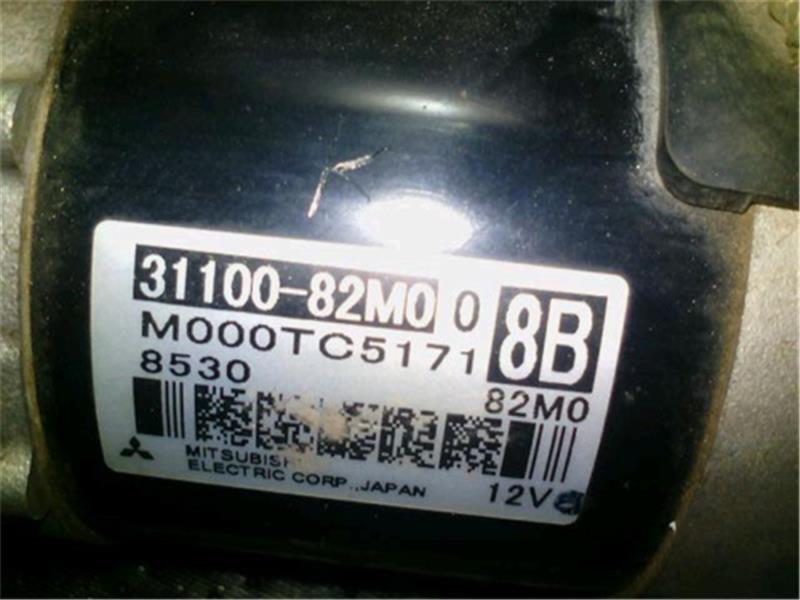 31100-82M0 0 8B
M000TC5171
8530
82M0
MITSUBISHI
ELECTRIC CORP.,JAPAN
12V